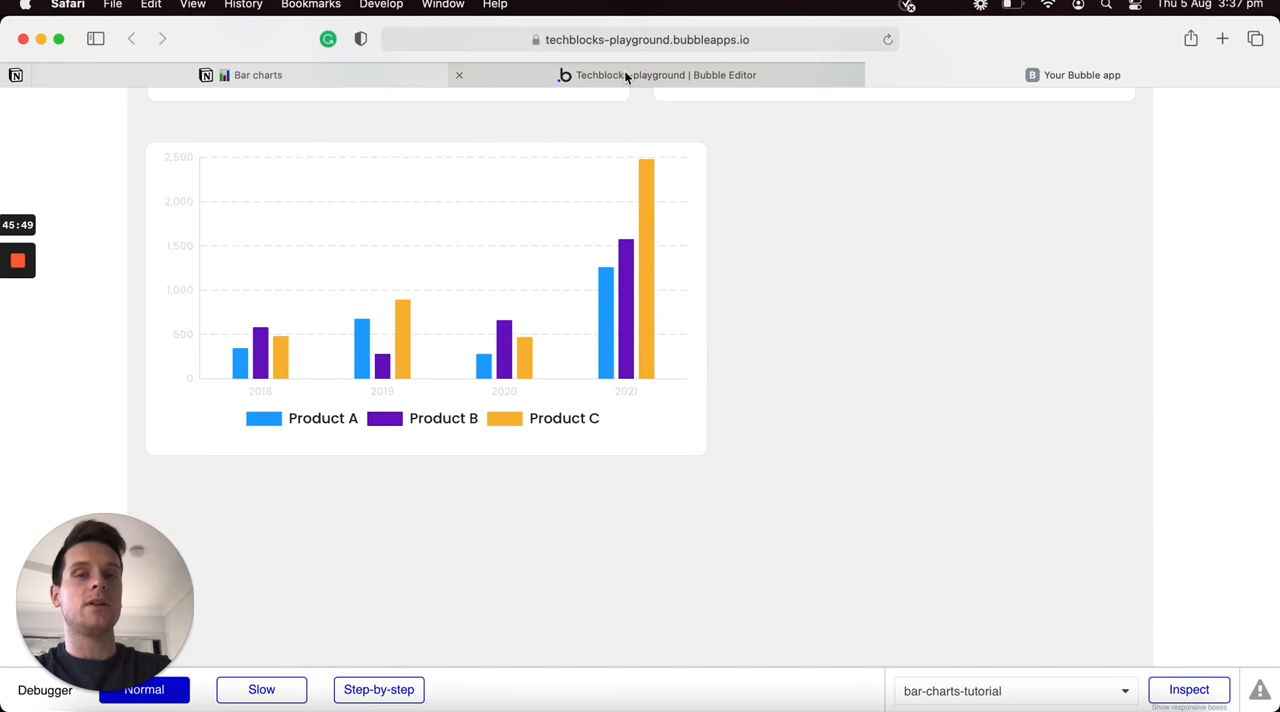 Safari File Edit View History Bookmarks Develop Window Help Thu 5 Aug 3:37 pm
techblocks-playground.bubbleapps.io
Bar charts
Techblocks-playground | Bubble Editor
Your Bubble app
2,500
2,000
1,500
1,000
500
0
2018 2019 2020 2021
Product A Product B Product C
45:49
Debugger Normal Slow Step-by-step bar-charts-tutorial Inspect
Show responsive boxes